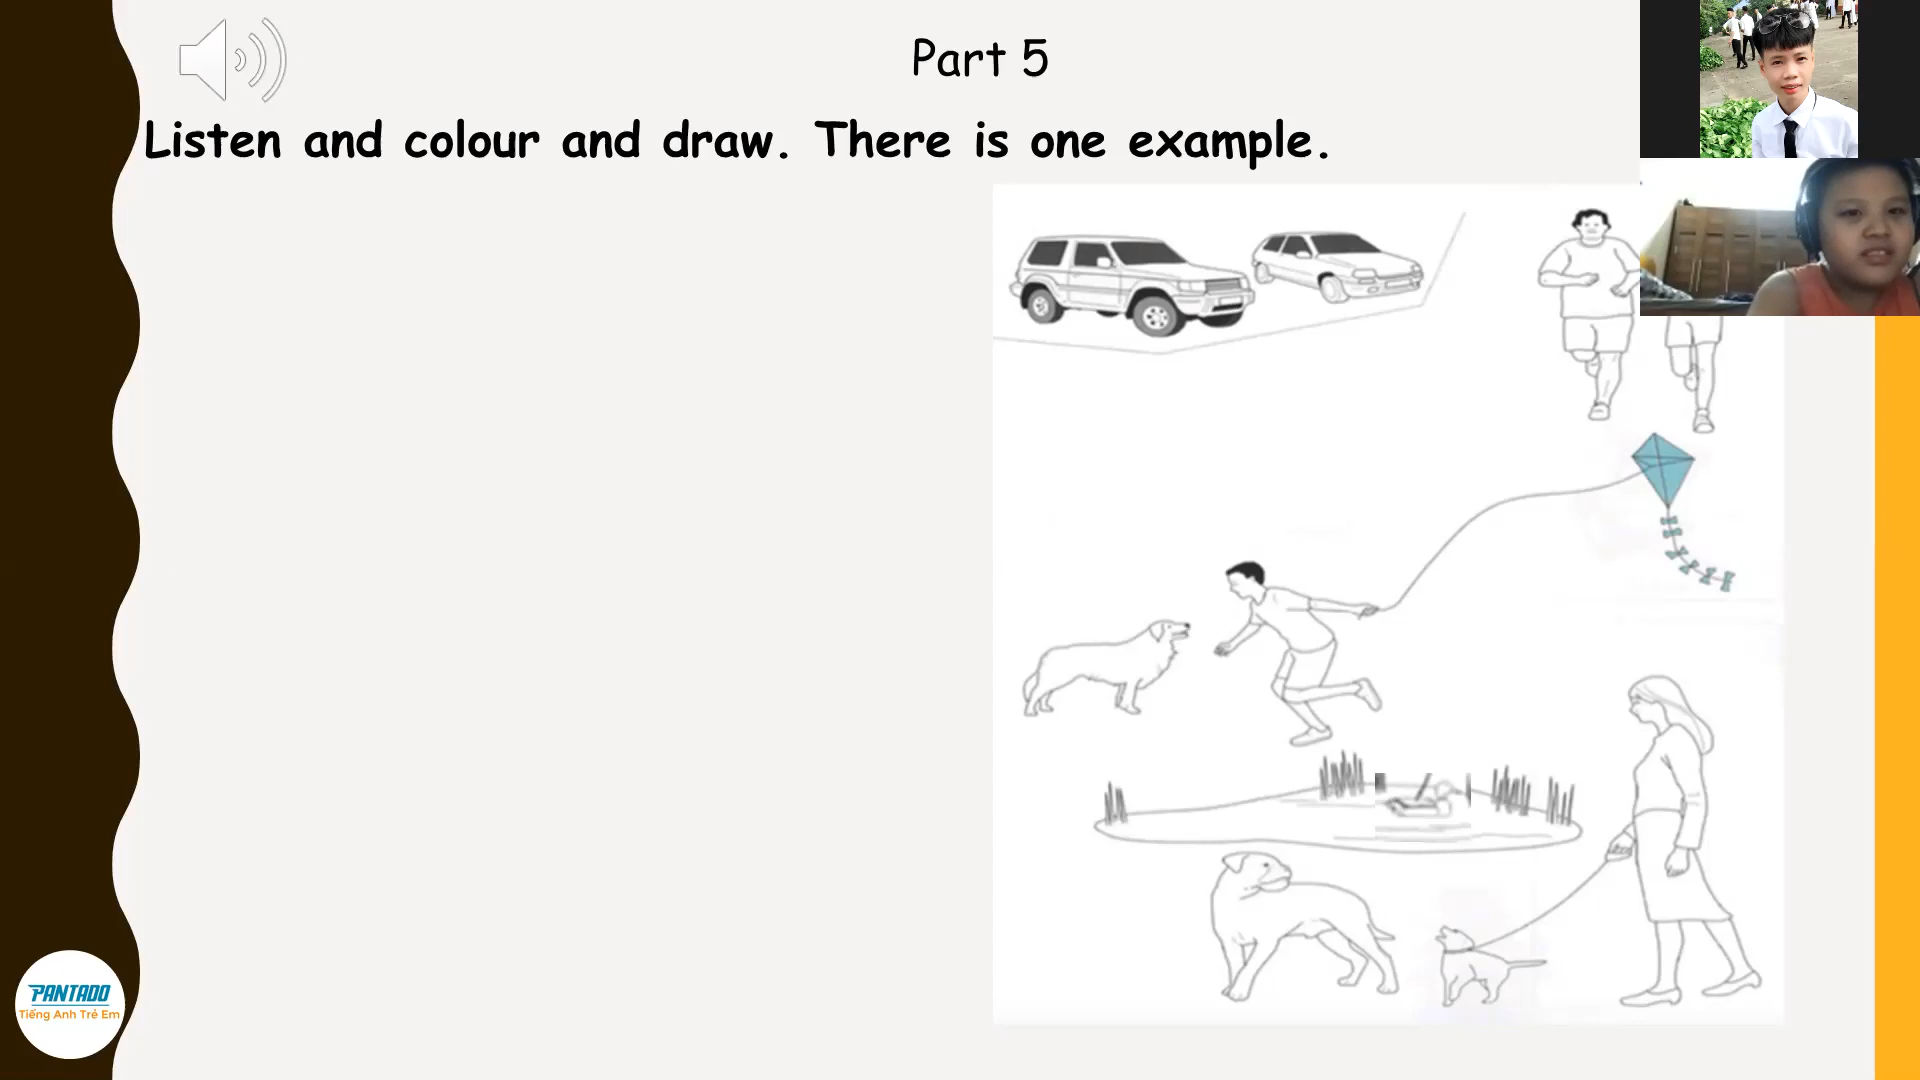 Part 5
Listen and colour and draw. There is one example.
PANTADO
Tiếng Anh Trẻ Em